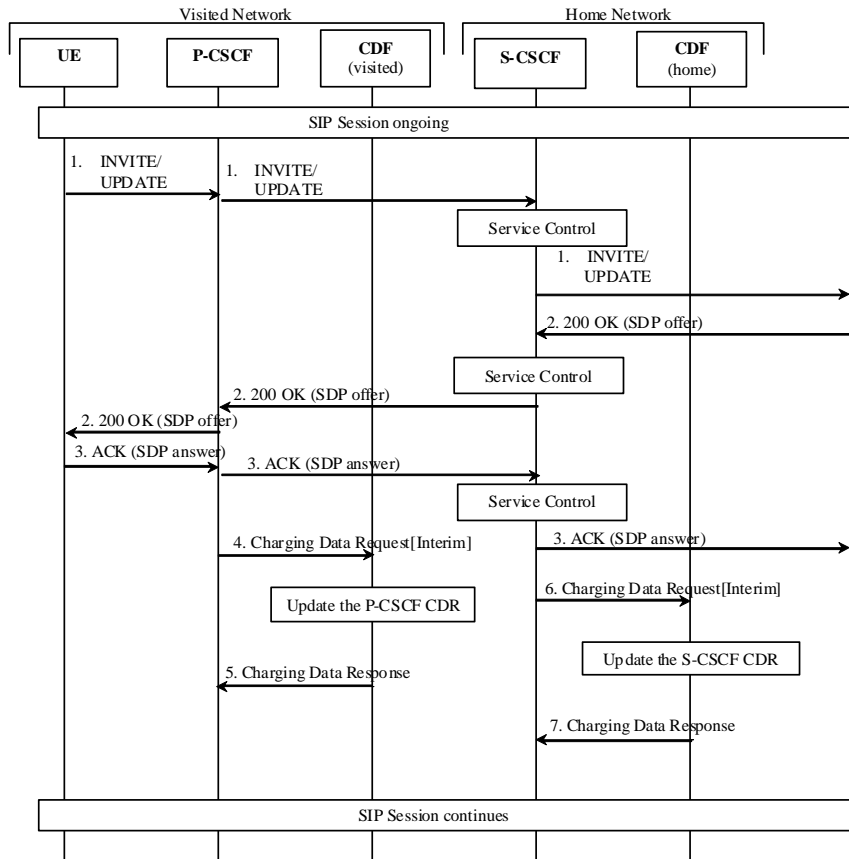 Visited Network
Home Network
UE
P-CSCF
CDF
(visited)
S-CSCF
CDF
(home)
SIP Session ongoing
1. INVITE/
UPDATE
1. INVITE/
UPDATE
Service Control
1. INVITE/
UPDATE
2. 200 OK (SDP offer)
Service Control
2. 200 OK (SDP offer)
2. 200 OK (SDP offer)
3. ACK (SDP answer)
3. ACK (SDP answer)
Service Control
4. Charging Data Request[Interim]
3. ACK (SDP answer)
6. Charging Data Request[Interim]
Update the P-CSCF CDR
Update the S-CSCF CDR
5. Charging Data Response
7. Charging Data Response
SIP Session continues